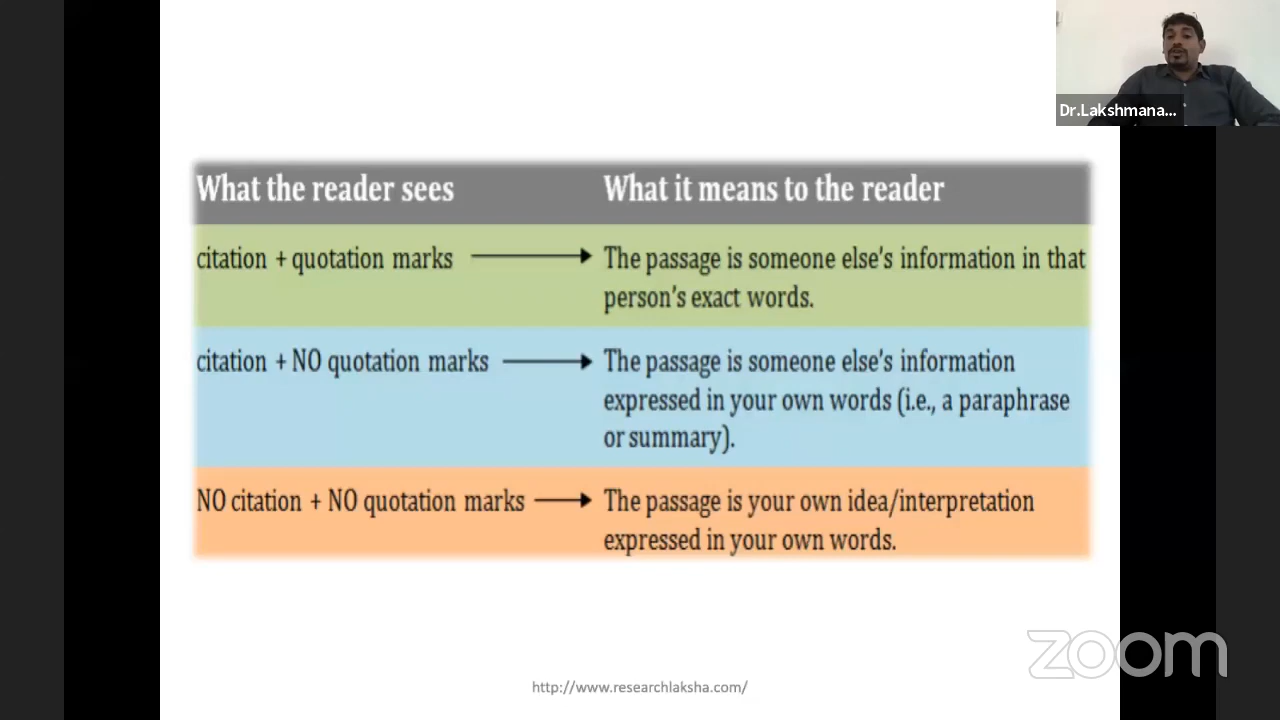 Dr.Lakshmana...
What the reader sees
What it means to the reader
citation + quotation marks
The passage is someone else's information in that
person's exact words.
citation + NO quotation marks
The passage is someone else's information
expressed in your own words (i.e., a paraphrase
or summary).
NO citation + NO quotation marks
The passage is your own idea/interpretation
expressed in your own words.
zoom
http://www.researchlaksha.com/